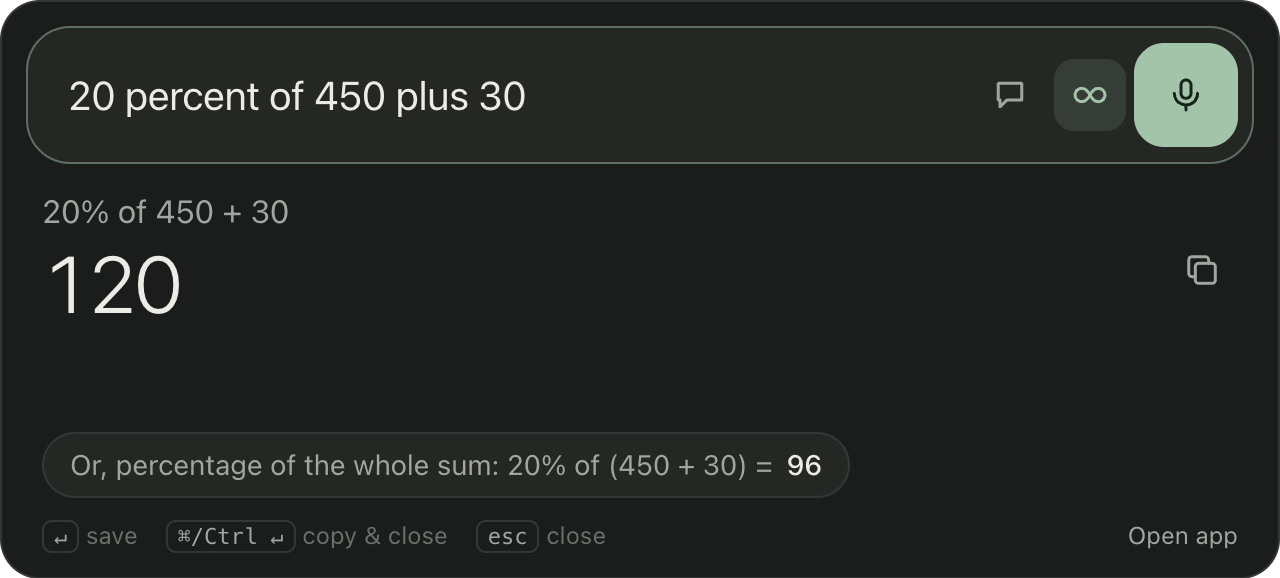 20 percent of 450 plus 30
20% of 450 + 30
120
Or, percentage of the whole sum: 20% of (450 + 30) = 96
↵ save ⌘/Ctrl ↵ copy & close esc close Open app